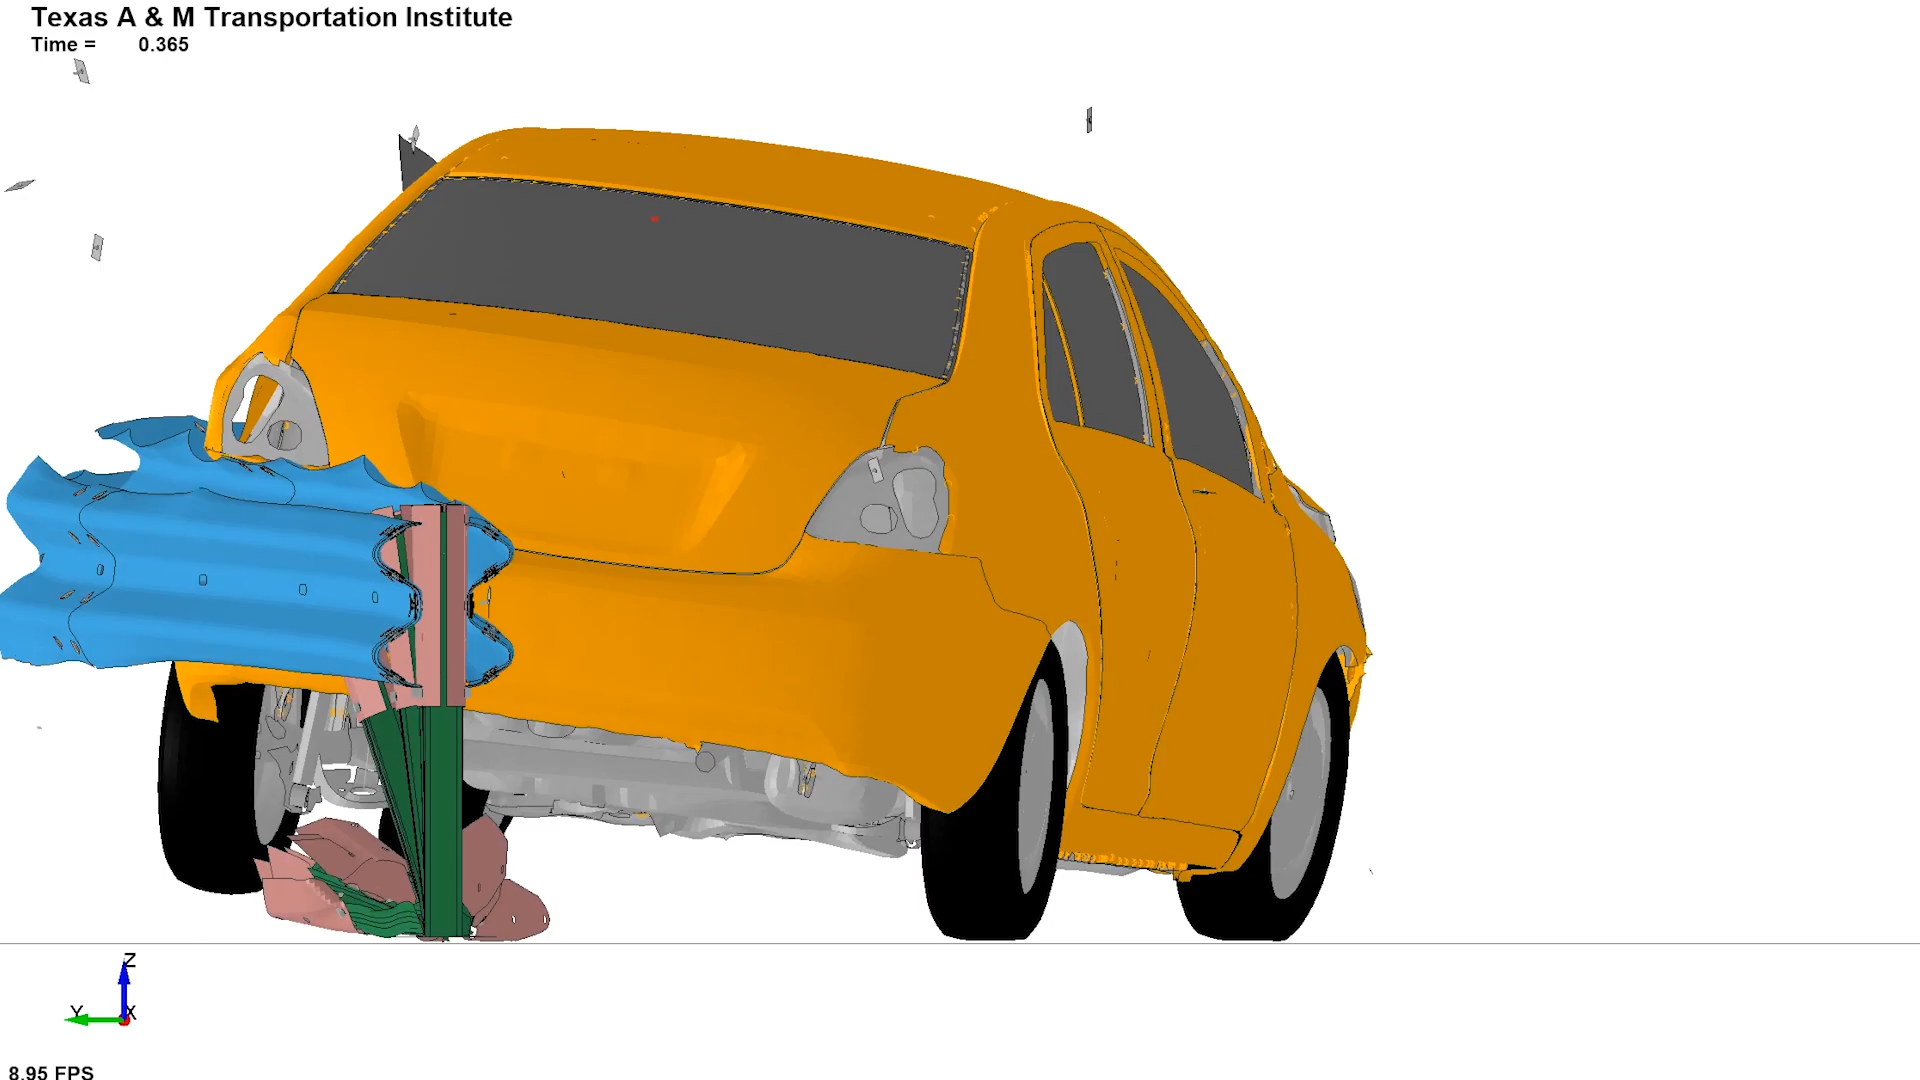 Texas A & M Transportation Institute
Time = 0.365
Z
Y X
8.95 FPS